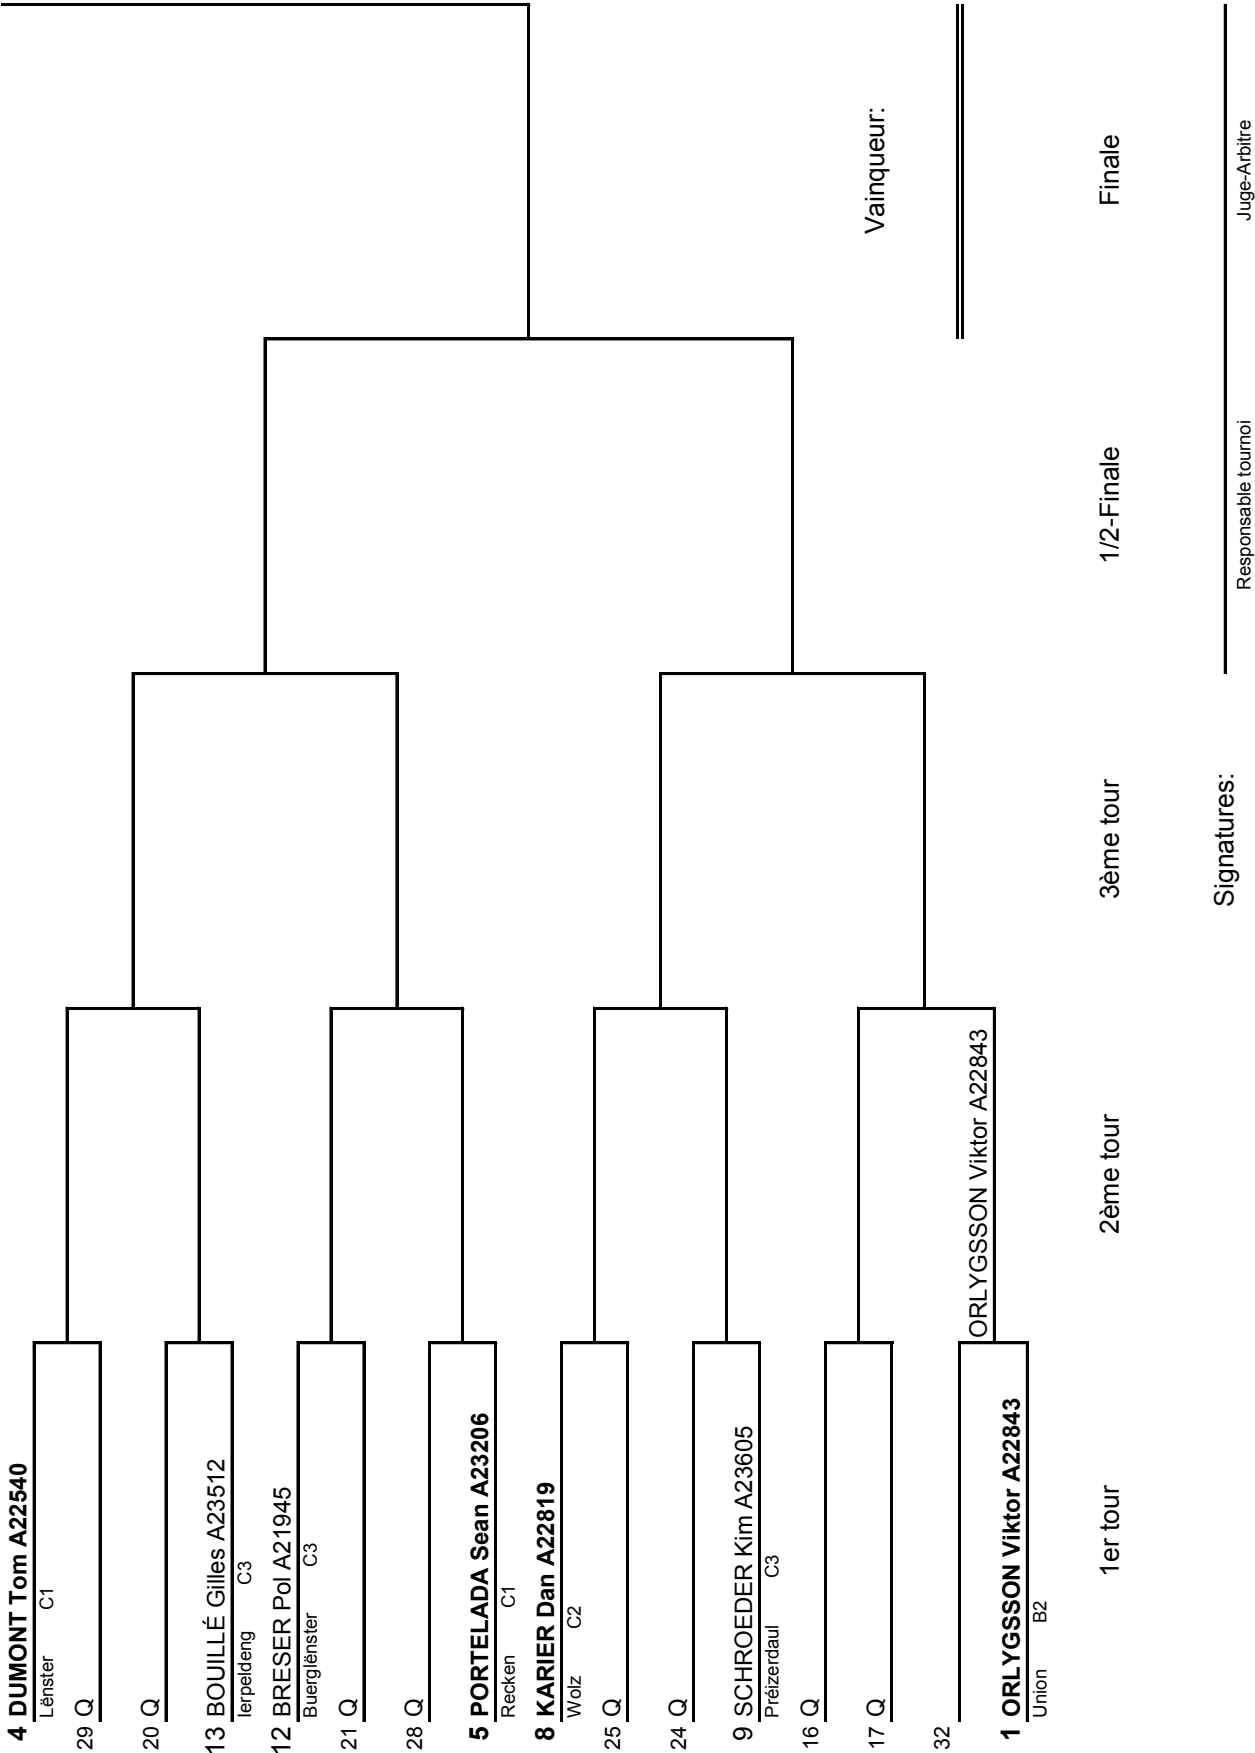 4 DUMONT Tom A22540
Lënster C1
29 Q
20 Q
13 BOUILLÉ Gilles A23512
Ierpeldeng C3
12 BRESER Pol A21945
Buerglënster C3
21 Q
28 Q
5 PORTELADA Sean A23206
Recken C1
8 KARIER Dan A22819
Wolz C2
25 Q
24 Q
9 SCHROEDER Kim A23605
Préizerdaul C3
16 Q
17 Q
32
ORLYGSSON Viktor A22843
1 ORLYGSSON Viktor A22843
Union B2
Vainqueur:
1er tour 2ème tour 3ème tour 1/2-Finale Finale
Signatures:
Responsable tournoi Juge-Arbitre